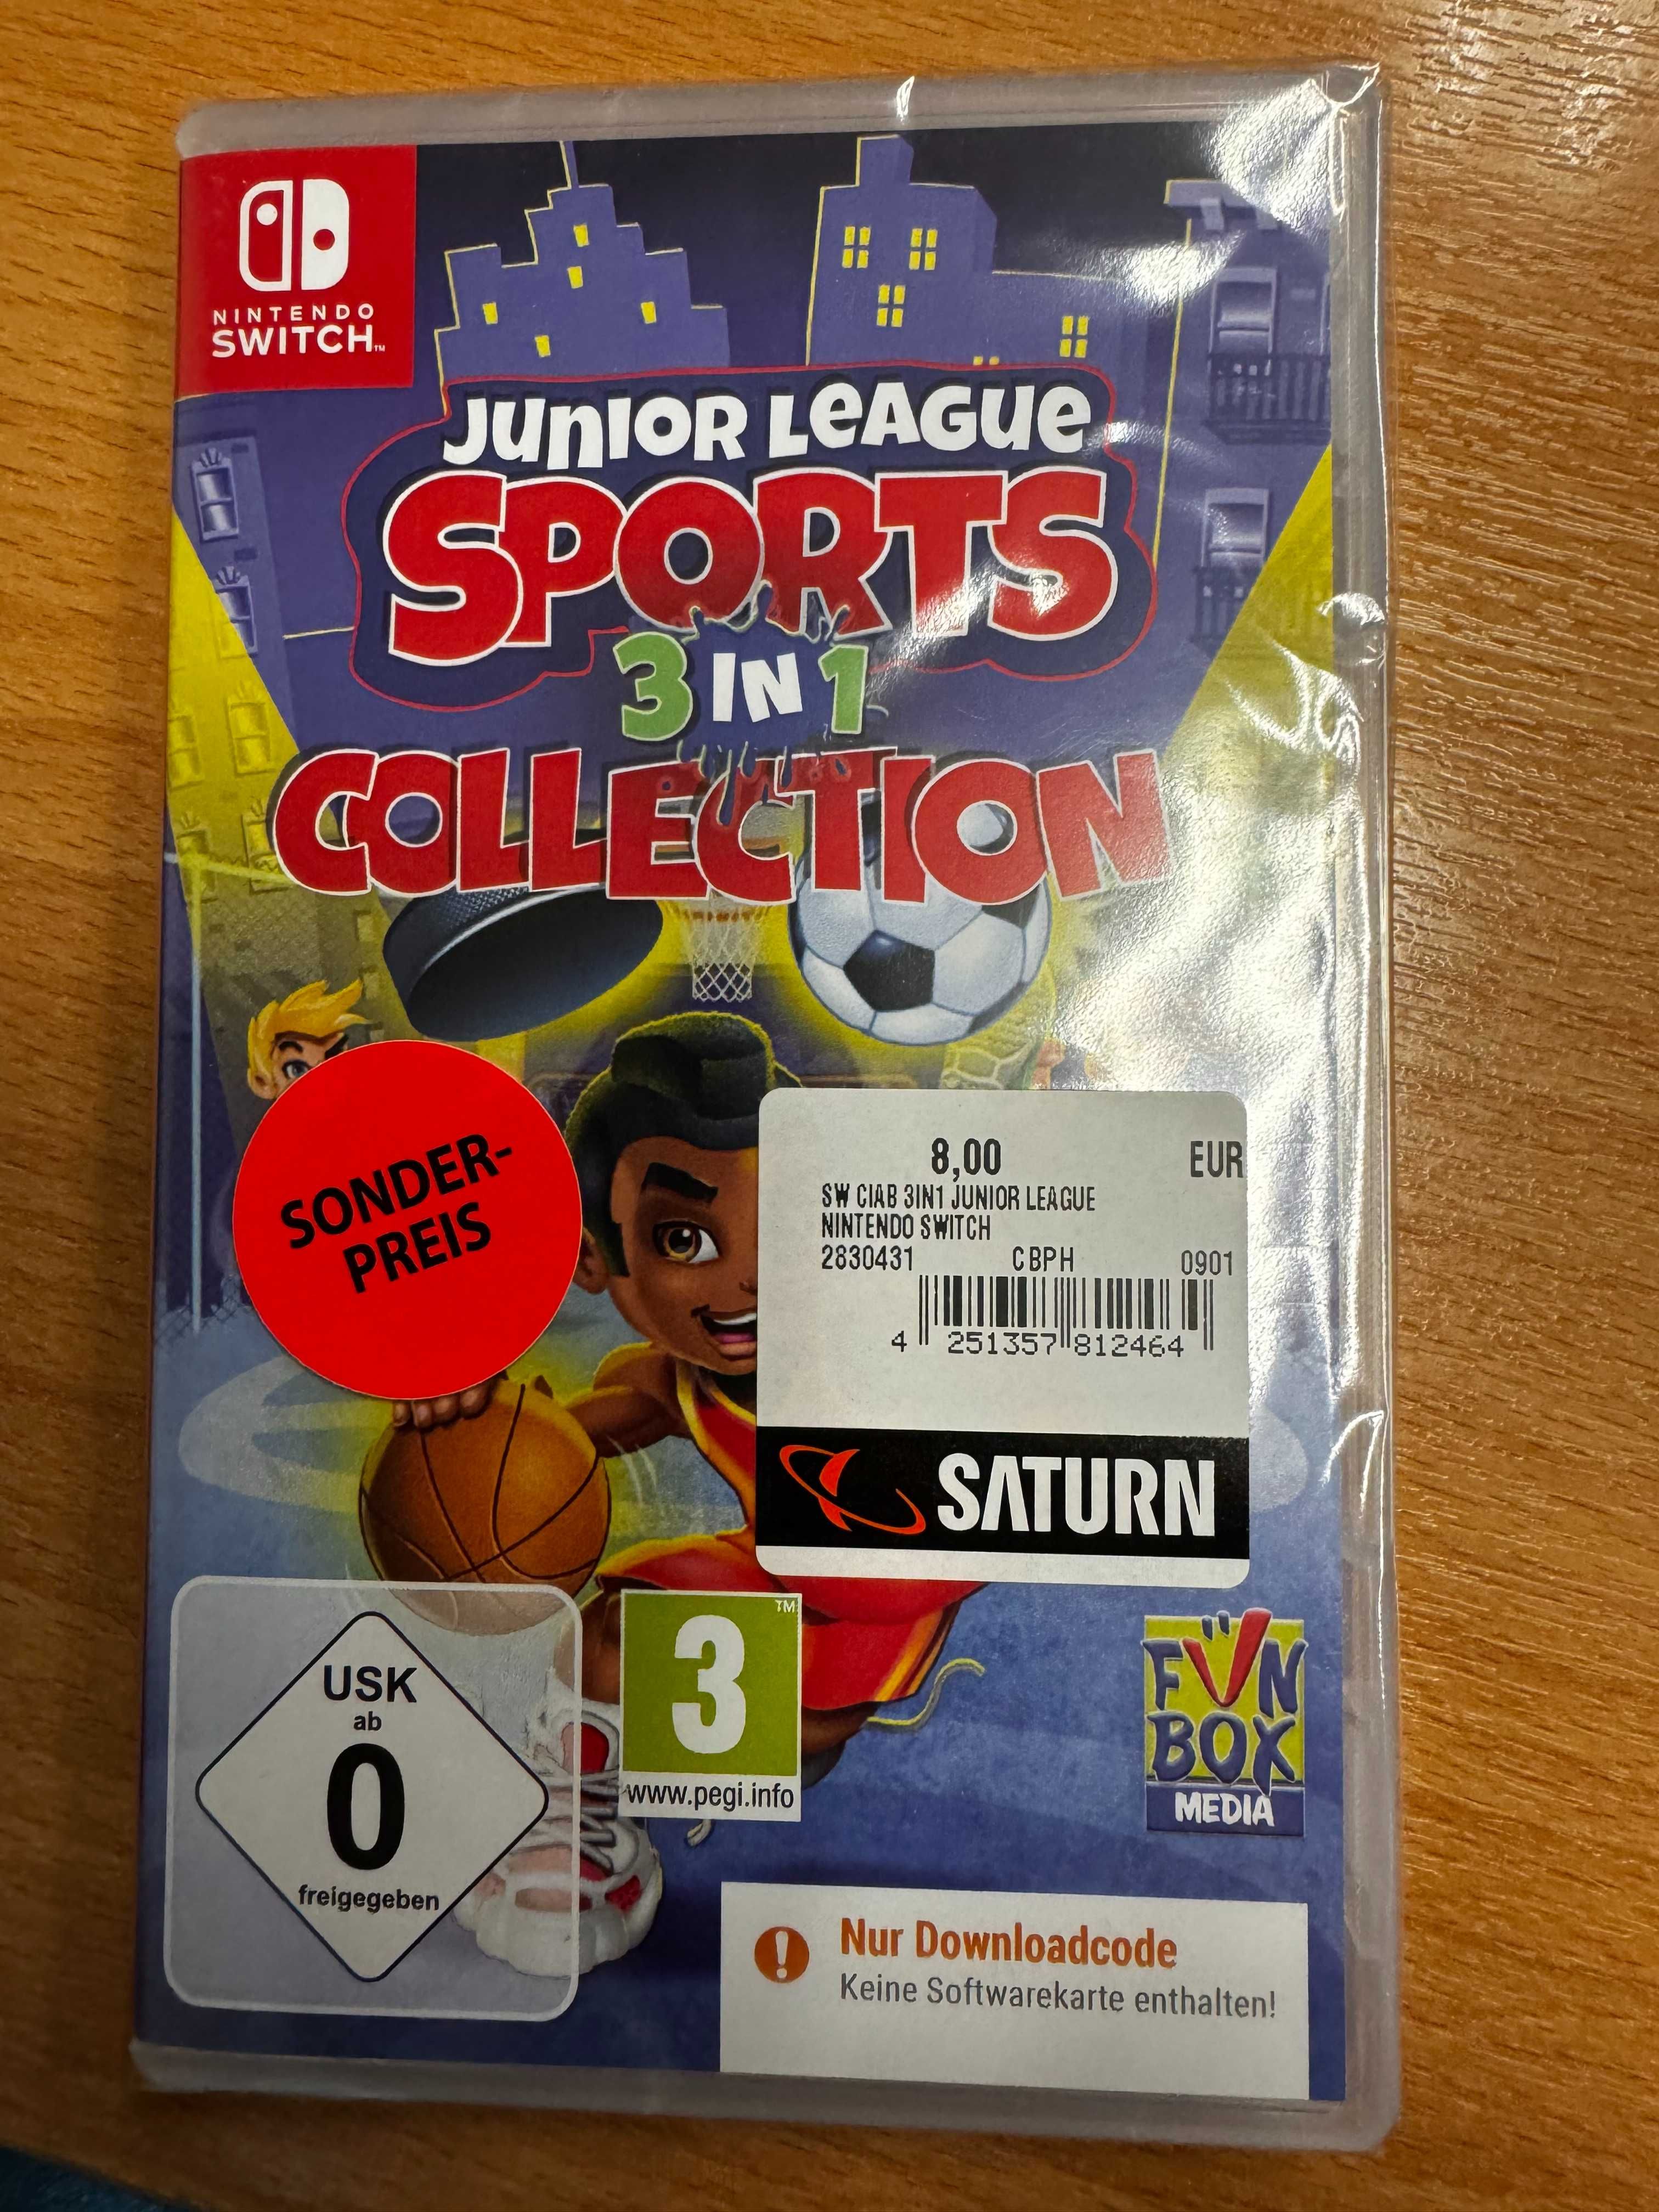 NINTENDO
SWITCH™
JUNIOR LEAGUE
SPORTS
3 IN 1
COLLECTION
SONDER-
PREIS
8,00 EUR
SW CIAB 3IN1 JUNIOR LEAGUE
NINTENDO SWITCH
2830431 CBPH 0901
4 251357 812464
SATURN
USK
ab
0
freigegeben
3™
www.pegi.info
FUN
BOX
MEDIA
Nur Downloadcode
Keine Softwarekarte enthalten!